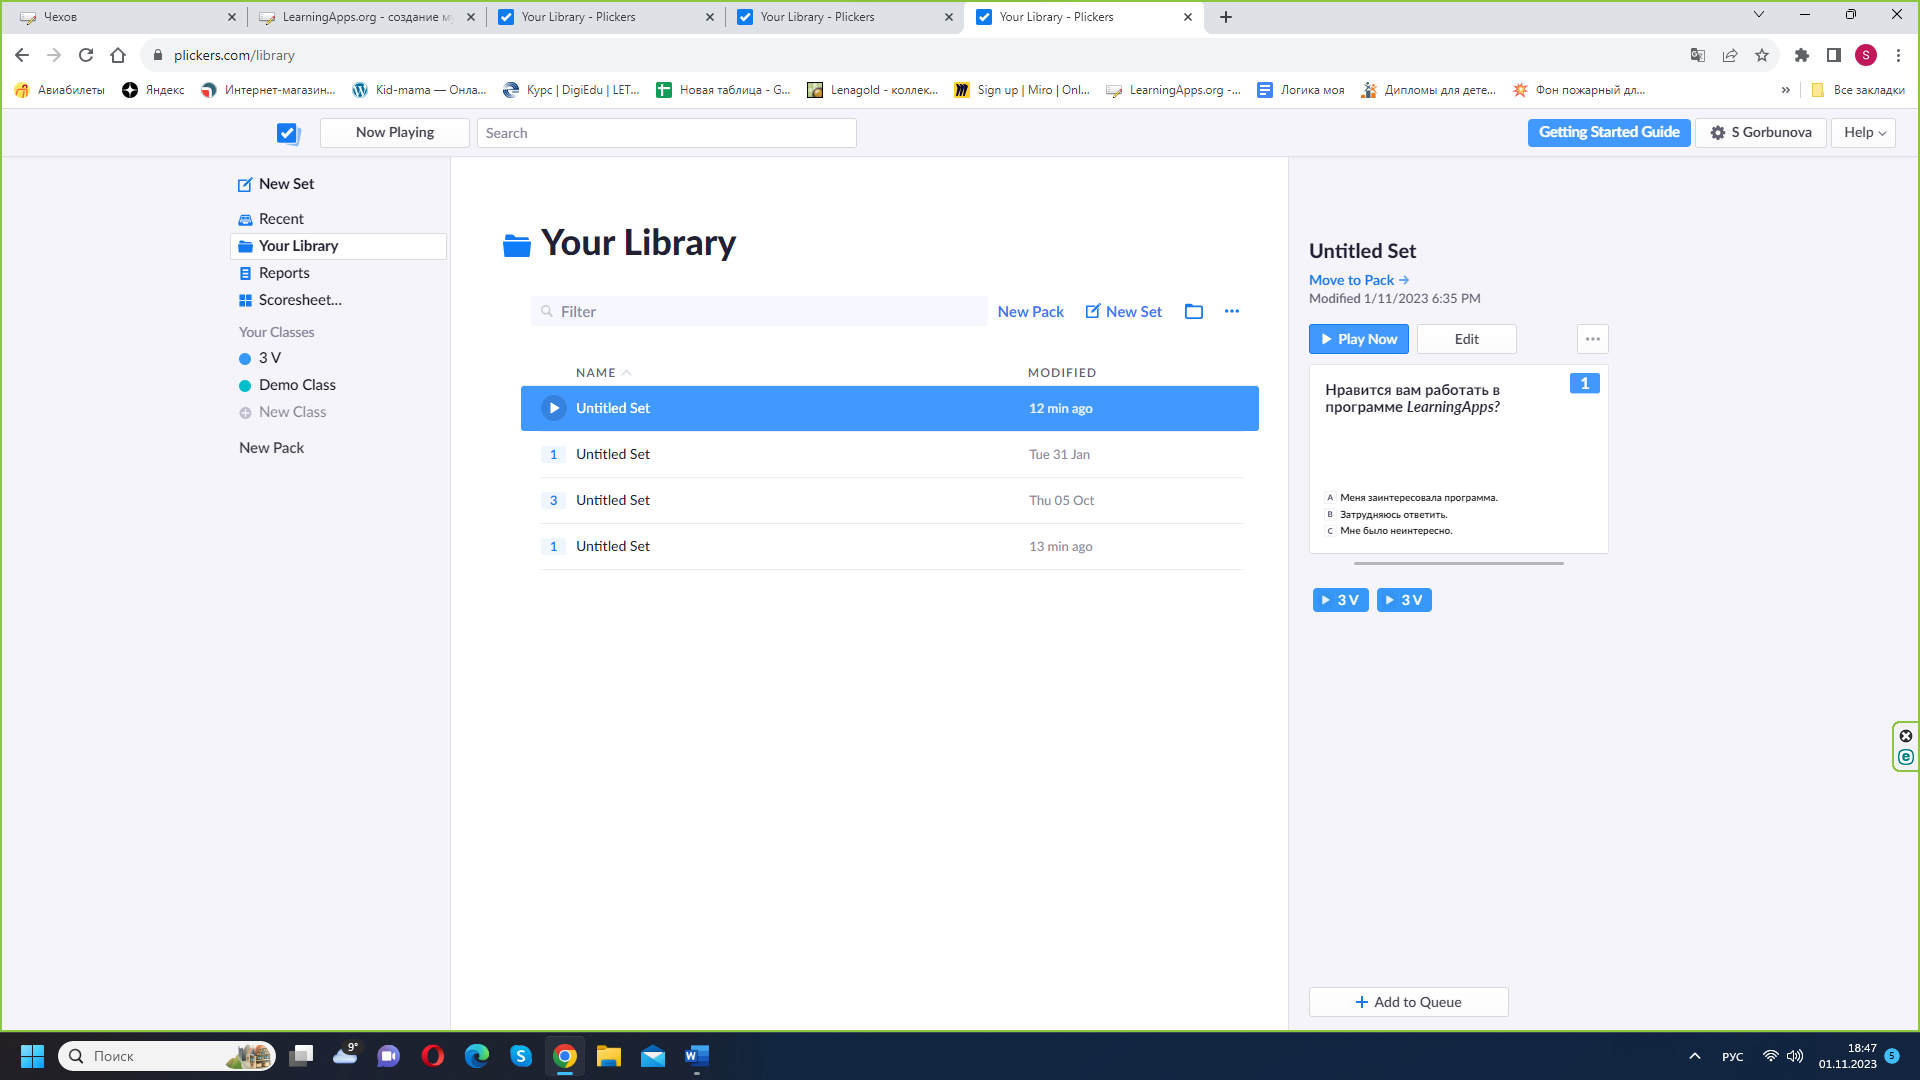 Чехов
LearningApps.org - создание му
Your Library - Plickers
Your Library - Plickers
Your Library - Plickers
plickers.com/library
S
Авиабилеты
Яндекс
Интернет-магазин...
Kid-mama — Онла...
Курс | DigiEdu | LET...
Новая таблица - G...
Lenagold - коллек...
Sign up | Miro | Onl...
LearningApps.org -...
Логика моя
Дипломы для дете...
Фон пожарный дл...
»
Все закладки
Now Playing
Search
Getting Started Guide
S Gorbunova
Help
New Set
Recent
Your Library
Reports
Scoresheet...
Your Classes
3 V
Demo Class
New Class
New Pack
Your Library
Filter
New Pack
New Set
NAME
MODIFIED
Untitled Set
12 min ago
1 Untitled Set
Tue 31 Jan
3 Untitled Set
Thu 05 Oct
1 Untitled Set
13 min ago
Untitled Set
Move to Pack →
Modified 1/11/2023 6:35 PM
Play Now
Edit
1
Нравится вам работать в
программе LearningApps?
A Меня заинтересовала программа.
B Затрудняюсь ответить.
C Мне было неинтересно.
3 V
3 V
+ Add to Queue
Поиск
9°
РУС
18:47
01.11.2023
5